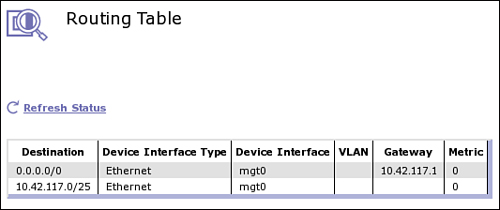 Routing Table
Refresh Status
Destination Device Interface Type Device Interface VLAN Gateway Metric
0.0.0.0/0 Ethernet mgt0 10.42.117.1 0
10.42.117.0/25 Ethernet mgt0 0